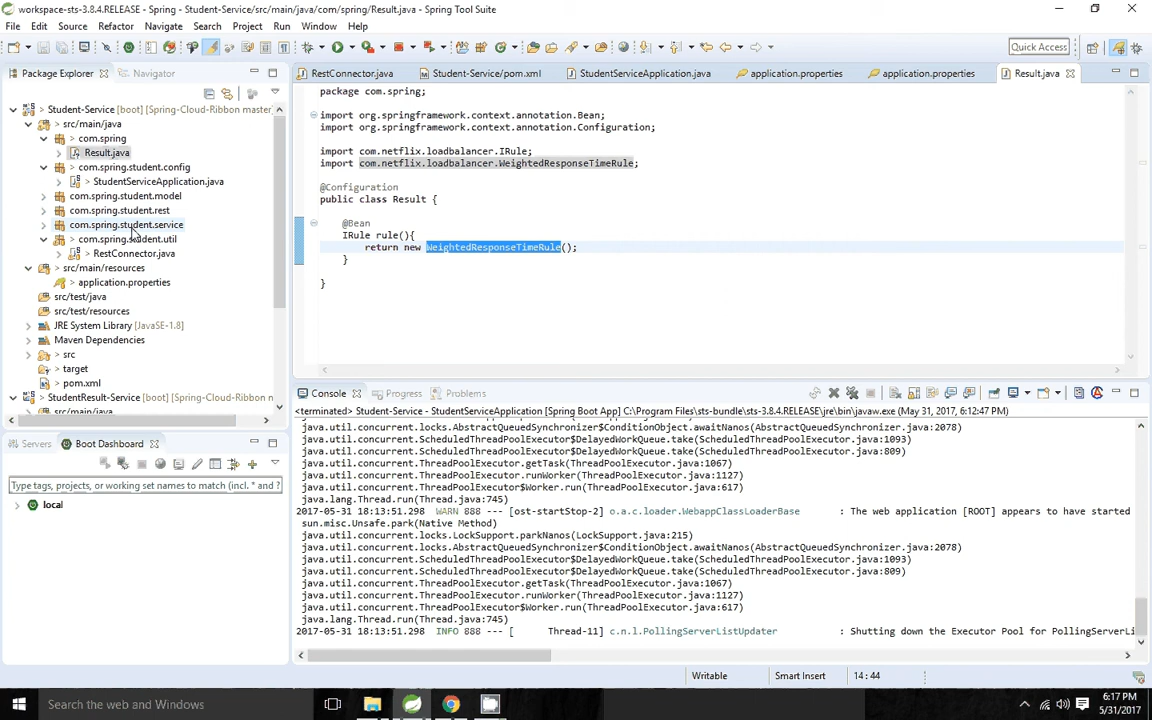 workspace-sts-3.8.4.RELEASE - Spring - Student-Service/src/main/java/com/spring/Result.java - Spring Tool Suite
File Edit Source Refactor Navigate Search Project Run Window Help
Quick Access
Package Explorer
Navigator
Student-Service [boot] [Spring-Cloud-Ribbon master
src/main/java
com.spring
Result.java
com.spring.student.config
StudentServiceApplication.java
com.spring.student.model
com.spring.student.rest
com.spring.student.service
com.spring.student.util
RestConnector.java
src/main/resources
application.properties
src/test/java
src/test/resources
JRE System Library [JavaSE-1.8]
Maven Dependencies
src
target
pom.xml
StudentResult-Service [boot] [Spring-Cloud-Ribbon n
src/main/java
Servers
Boot Dashboard
Type tags, projects, or working set names to match (incl. * and ?
local
RestConnector.java
Student-Service/pom.xml
StudentServiceApplication.java
application.properties
application.properties
Result.java
package com.spring;
import org.springframework.context.annotation.Bean;
import org.springframework.context.annotation.Configuration;
import com.netflix.loadbalancer.IRule;
import com.netflix.loadbalancer.WeightedResponseTimeRule;
@Configuration
public class Result {
@Bean
IRule rule(){
return new WeightedResponseTimeRule();
}
}
Console
Progress
Problems
<terminated> Student-Service - StudentServiceApplication [Spring Boot App] C:\Program Files\sts-bundle\sts-3.8.4.RELEASE\jre\bin\javaw.exe (May 31, 2017, 6:12:47 PM)
java.util.concurrent.locks.AbstractQueuedSynchronizer$ConditionObject.awaitNanos(AbstractQueuedSynchronizer.java:2078)
java.util.concurrent.ScheduledThreadPoolExecutor$DelayedWorkQueue.take(ScheduledThreadPoolExecutor.java:1093)
java.util.concurrent.ScheduledThreadPoolExecutor$DelayedWorkQueue.take(ScheduledThreadPoolExecutor.java:809)
java.util.concurrent.ThreadPoolExecutor.getTask(ThreadPoolExecutor.java:1067)
java.util.concurrent.ThreadPoolExecutor.runWorker(ThreadPoolExecutor.java:1127)
java.util.concurrent.ThreadPoolExecutor$Worker.run(ThreadPoolExecutor.java:617)
java.lang.Thread.run(Thread.java:745)
2017-05-31 18:13:51.298 WARN 888 --- [ost-startStop-2] o.a.c.loader.WebappClassLoaderBase : The web application [ROOT] appears to have started
sun.misc.Unsafe.park(Native Method)
java.util.concurrent.locks.LockSupport.parkNanos(LockSupport.java:215)
java.util.concurrent.locks.AbstractQueuedSynchronizer$ConditionObject.awaitNanos(AbstractQueuedSynchronizer.java:2078)
java.util.concurrent.ScheduledThreadPoolExecutor$DelayedWorkQueue.take(ScheduledThreadPoolExecutor.java:1093)
java.util.concurrent.ScheduledThreadPoolExecutor$DelayedWorkQueue.take(ScheduledThreadPoolExecutor.java:809)
java.util.concurrent.ThreadPoolExecutor.getTask(ThreadPoolExecutor.java:1067)
java.util.concurrent.ThreadPoolExecutor.runWorker(ThreadPoolExecutor.java:1127)
java.util.concurrent.ThreadPoolExecutor$Worker.run(ThreadPoolExecutor.java:617)
java.lang.Thread.run(Thread.java:745)
2017-05-31 18:13:51.298 INFO 888 --- [ Thread-11] c.n.l.PollingServerListUpdater : Shutting down the Executor Pool for PollingServerLi
Writable
Smart Insert
14 : 44
Search the web and Windows
6:17 PM
5/31/2017